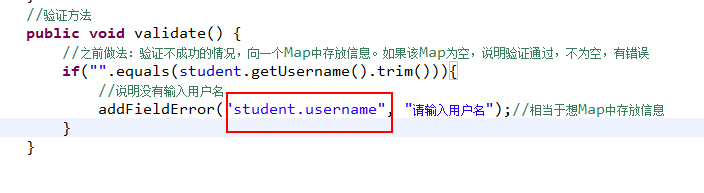 //验证方法
public void validate() {
//之前做法：验证不成功的情况，向一个Map中存放信息。如果该Map为空，说明验证通过，不为空，有错误
if("".equals(student.getUsername().trim())){
//说明没有输入用户名
addFieldError("student.username", "请输入用户名");//相当于想Map中存放信息
}
}